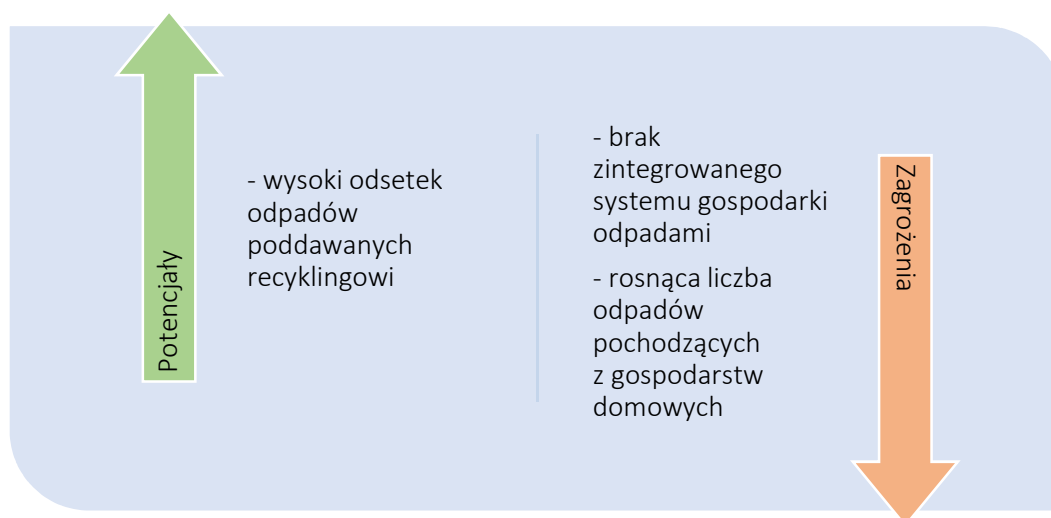 Potencjały
- wysoki odsetek
odpadów
poddawanych
recyklingowi
- brak
zintegrowanego
systemu gospodarki
odpadami
- rosnąca liczba
odpadów
pochodzących
z gospodarstw
domowych
Zagrożenia